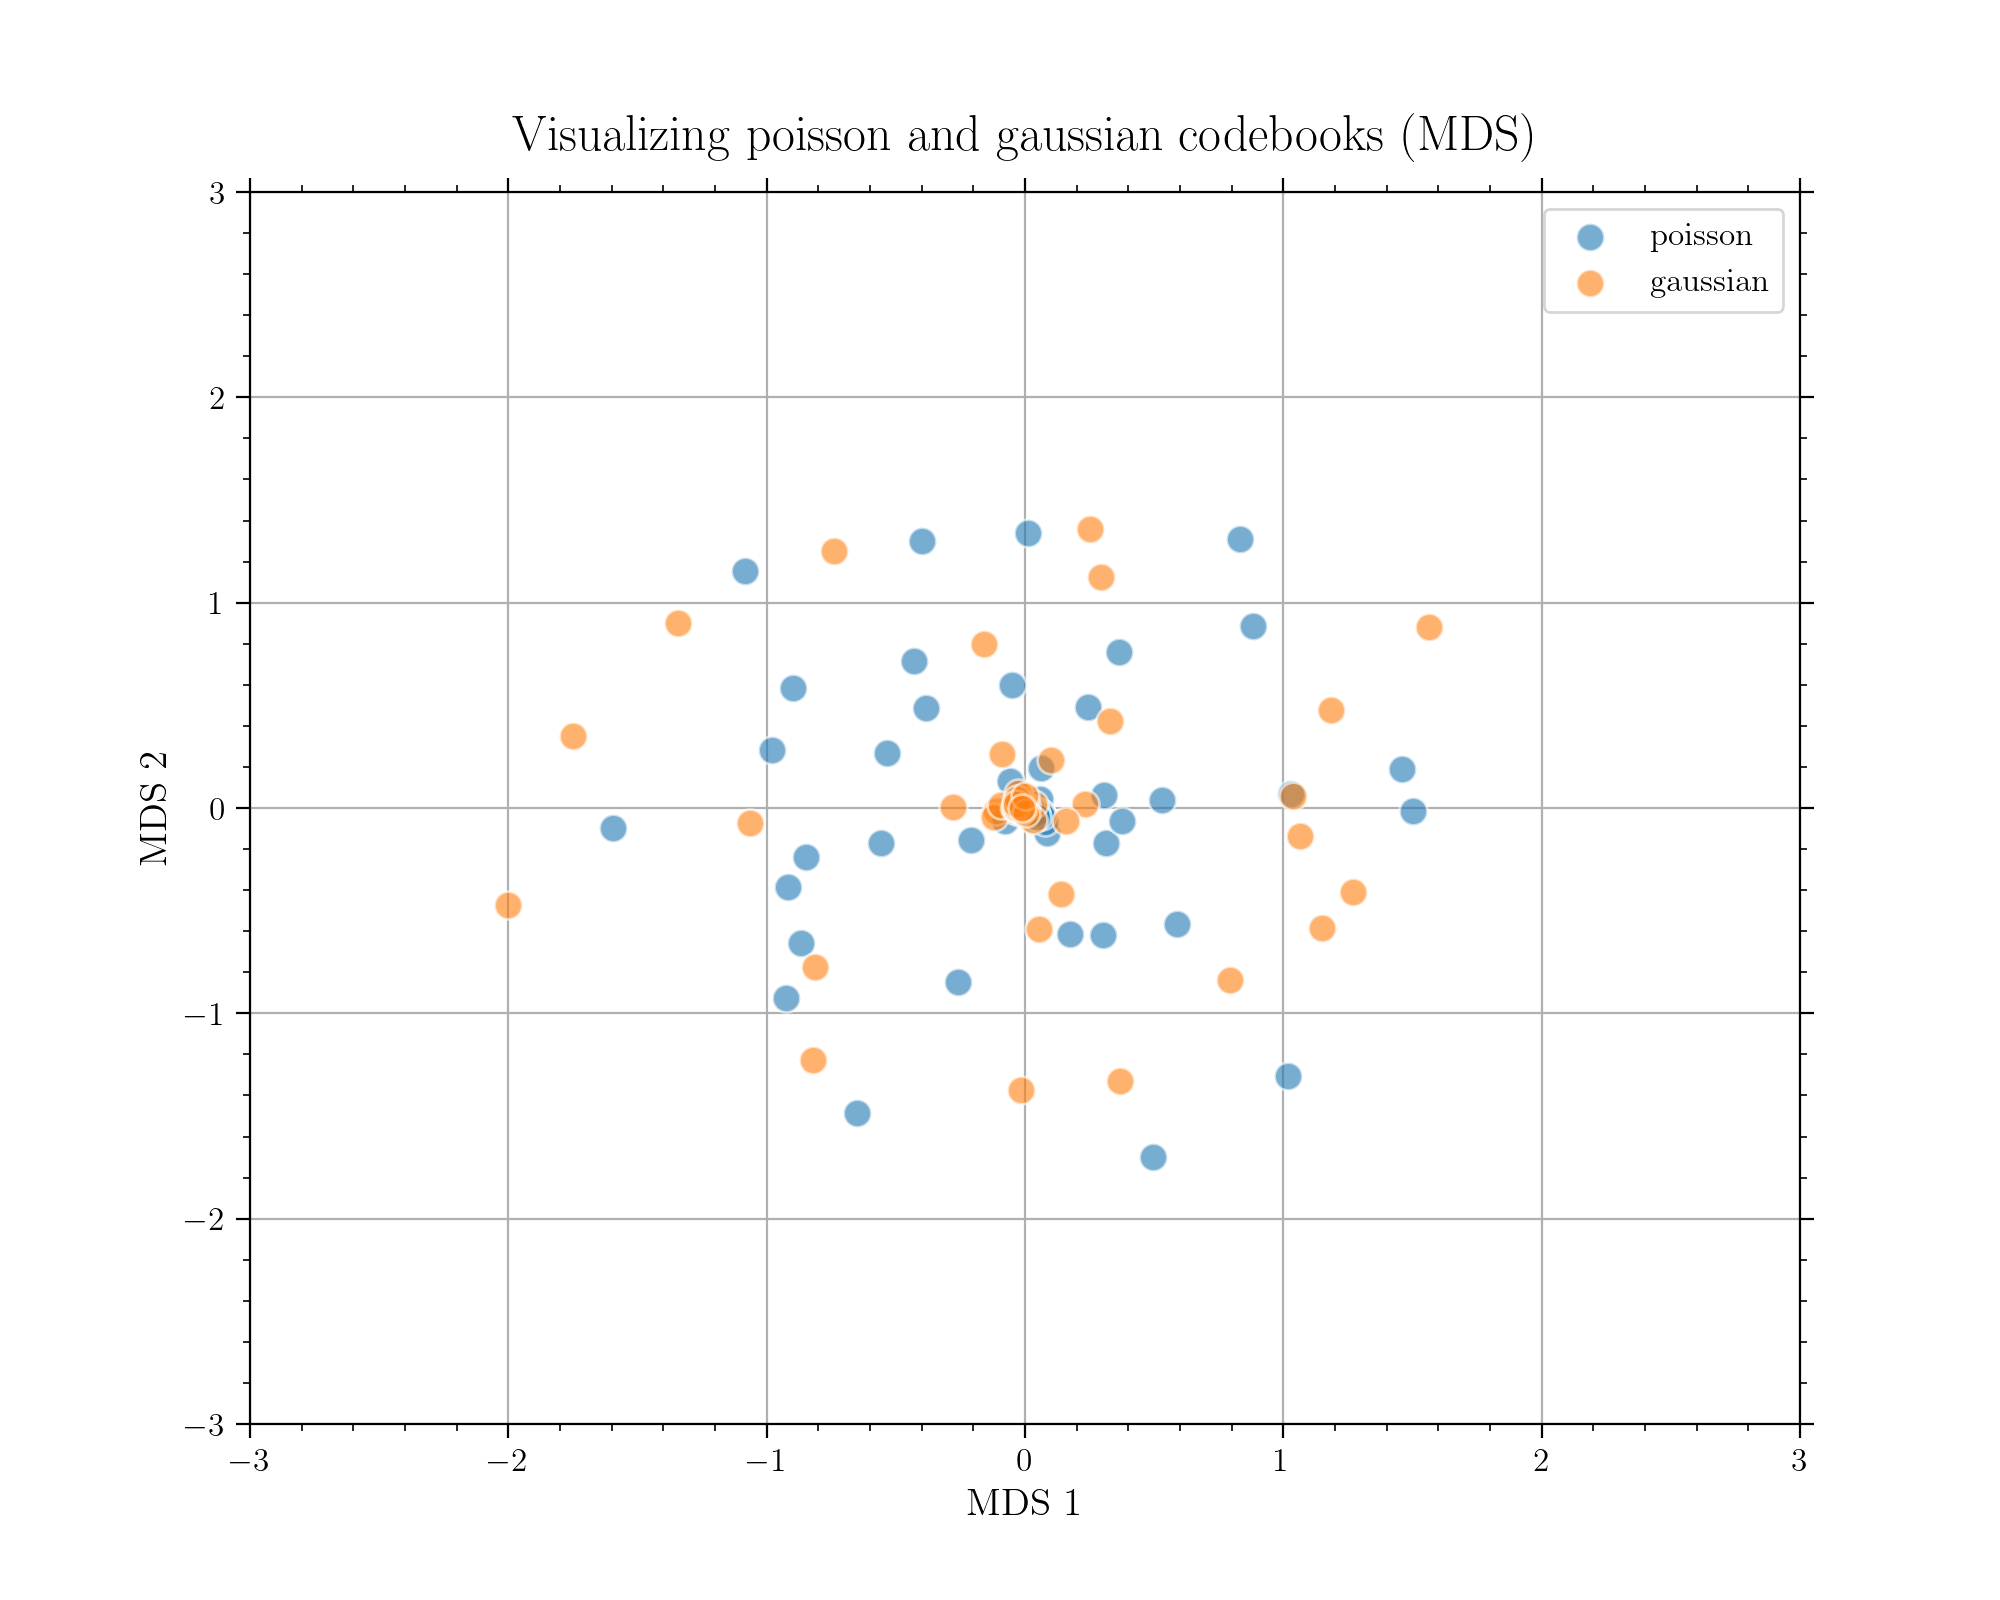 Visualizing poisson and gaussian codebooks (MDS)
poisson
gaussian
3
2
1
0
−1
−2
−3
MDS 2
−3 −2 −1 0 1 2 3
MDS 1